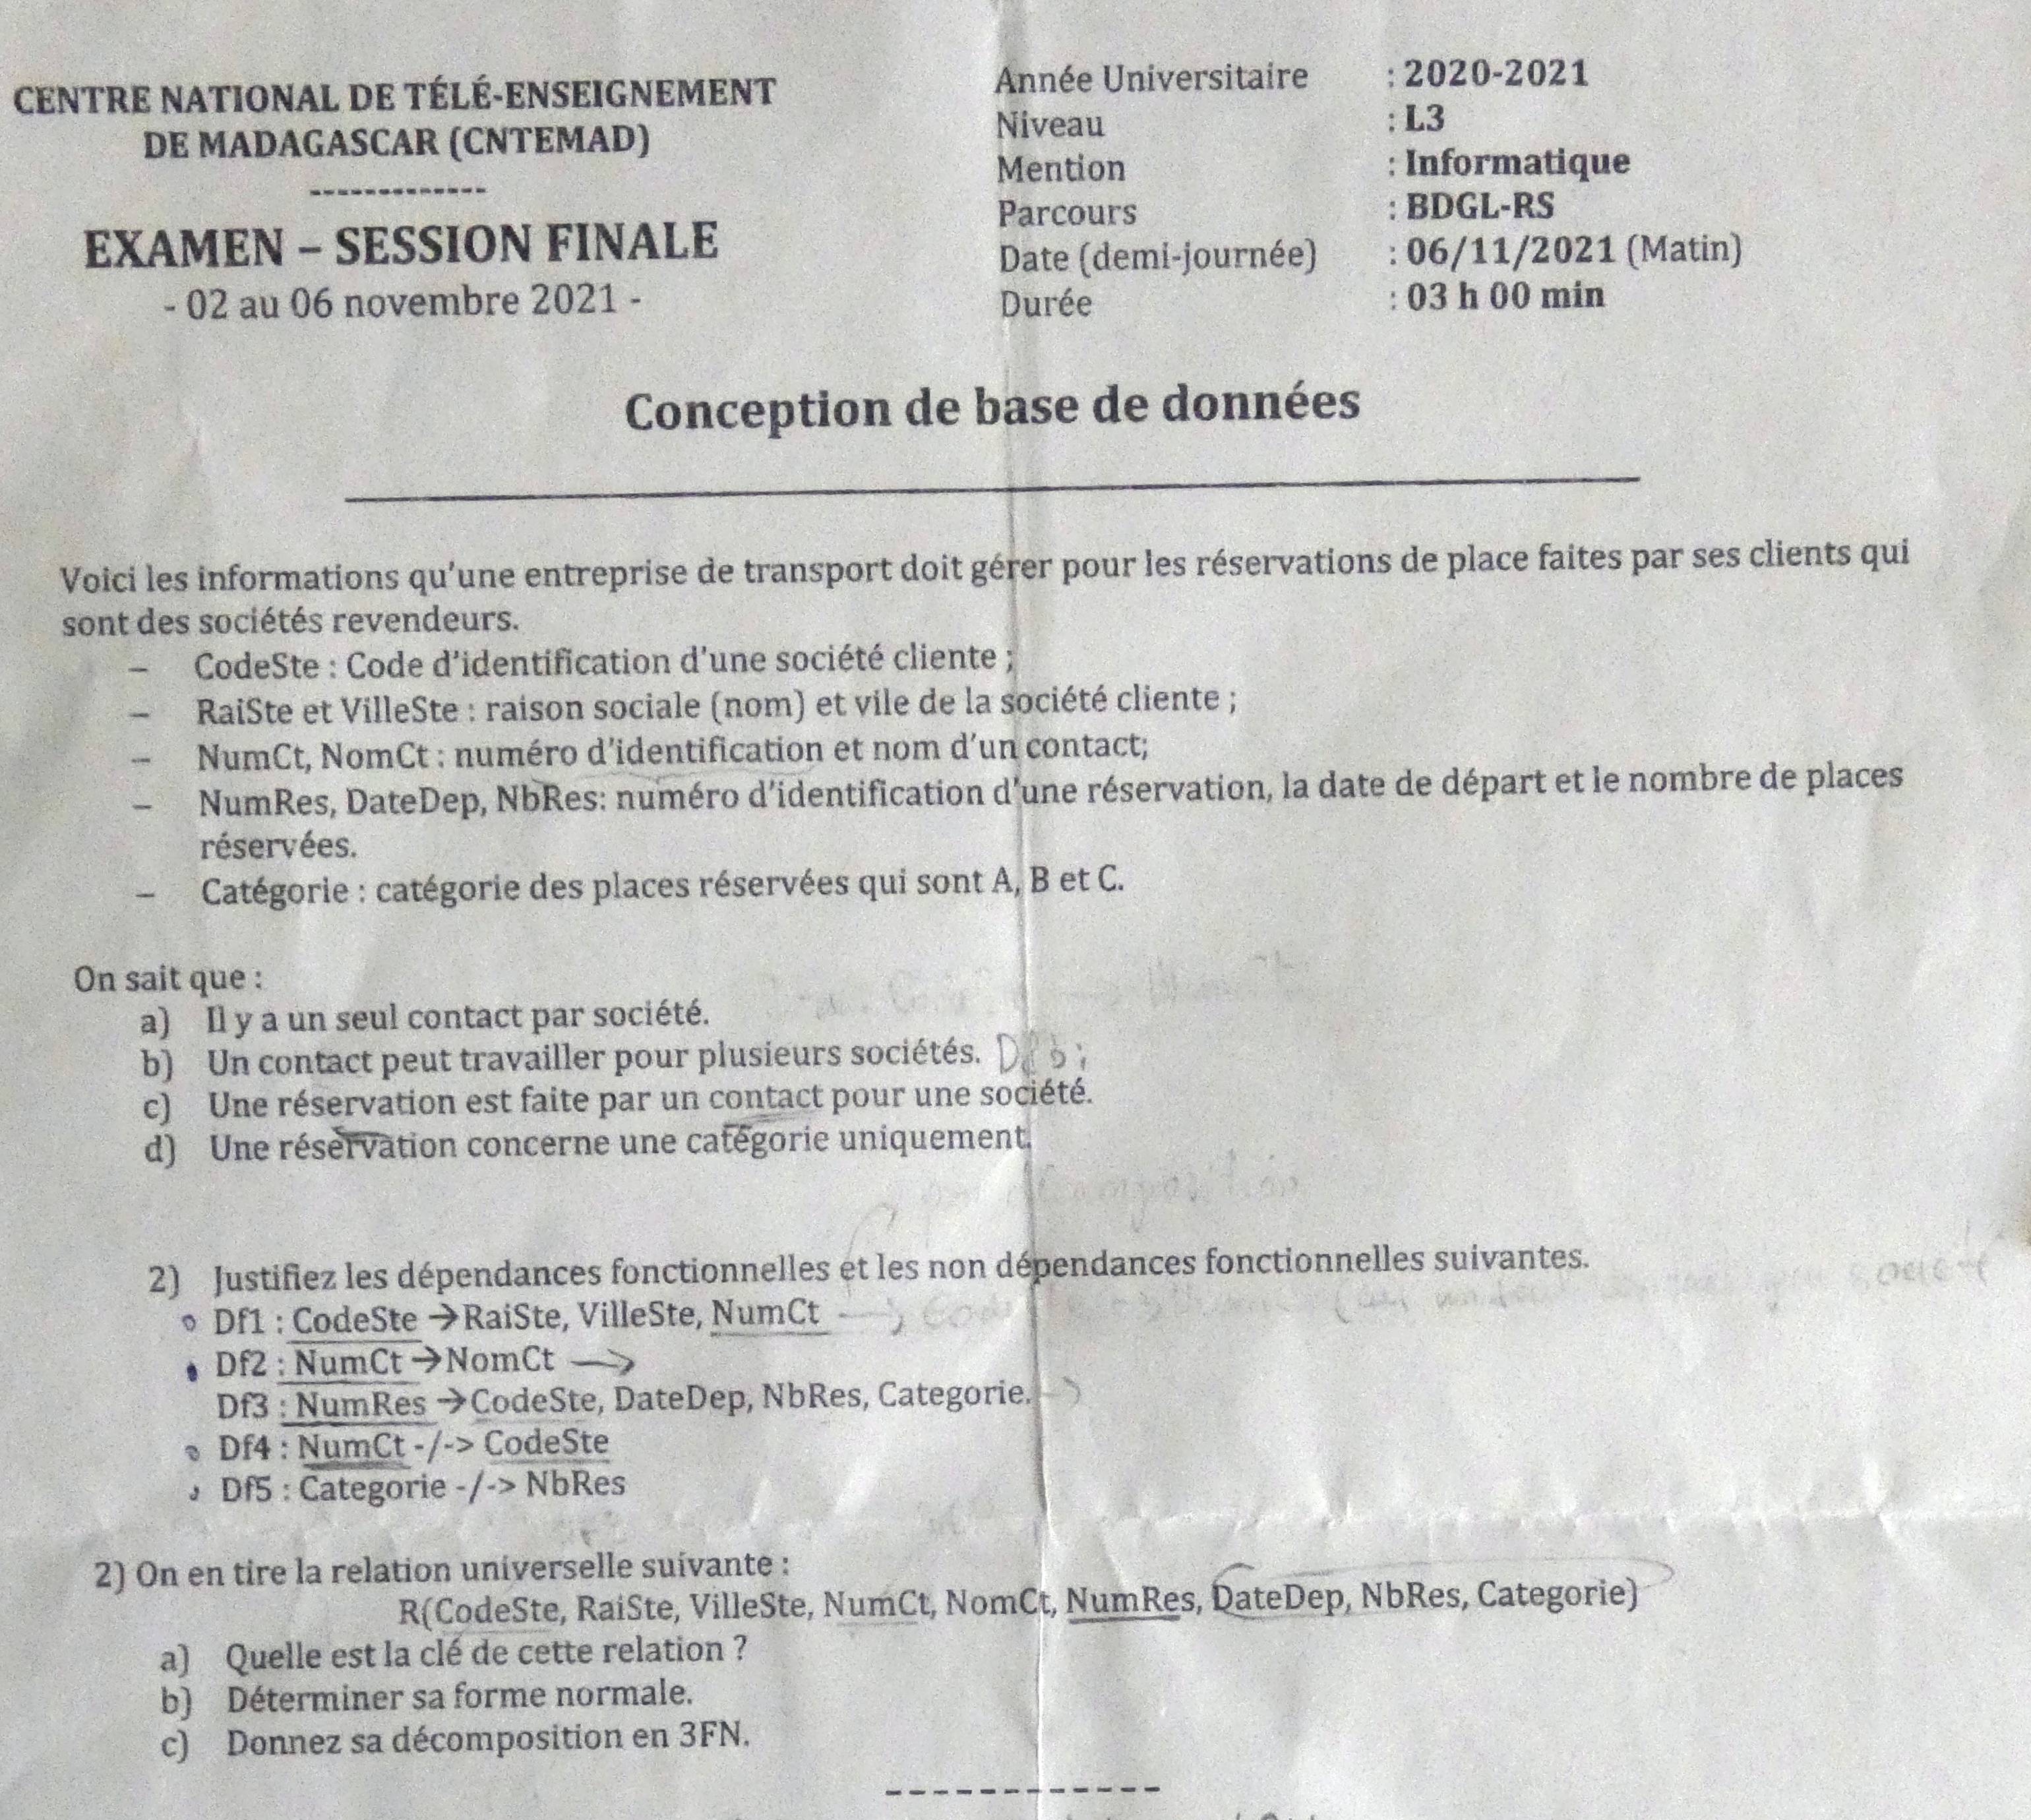 CENTRE NATIONAL DE TÉLÉ-ENSEIGNEMENT
DE MADAGASCAR (CNTEMAD)
-------------
EXAMEN – SESSION FINALE
- 02 au 06 novembre 2021 -
Année Universitaire : 2020-2021
Niveau : L3
Mention : Informatique
Parcours : BDGL-RS
Date (demi-journée) : 06/11/2021 (Matin)
Durée : 03 h 00 min
Conception de base de données
Voici les informations qu'une entreprise de transport doit gérer pour les réservations de place faites par ses clients qui
sont des sociétés revendeurs.
– CodeSte : Code d'identification d'une société cliente ;
– RaiSte et VilleSte : raison sociale (nom) et vile de la société cliente ;
– NumCt, NomCt : numéro d'identification et nom d'un contact;
– NumRes, DateDep, NbRes: numéro d'identification d'une réservation, la date de départ et le nombre de places
réservées.
– Catégorie : catégorie des places réservées qui sont A, B et C.
On sait que :
a) Il y a un seul contact par société.
b) Un contact peut travailler pour plusieurs sociétés.
c) Une réservation est faite par un contact pour une société.
d) Une réservation concerne une catégorie uniquement.
décomposition
2) Justifiez les dépendances fonctionnelles et les non dépendances fonctionnelles suivantes.
Df1 : CodeSte →RaiSte, VilleSte, NumCt
Df2 : NumCt →NomCt →
Df3 : NumRes →CodeSte, DateDep, NbRes, Categorie.
Df4 : NumCt -/-> CodeSte
Df5 : Categorie -/-> NbRes
2) On en tire la relation universelle suivante :
R(CodeSte, RaiSte, VilleSte, NumCt, NomCt, NumRes, DateDep, NbRes, Categorie)
a) Quelle est la clé de cette relation ?
b) Déterminer sa forme normale.
c) Donnez sa décomposition en 3FN.
------------